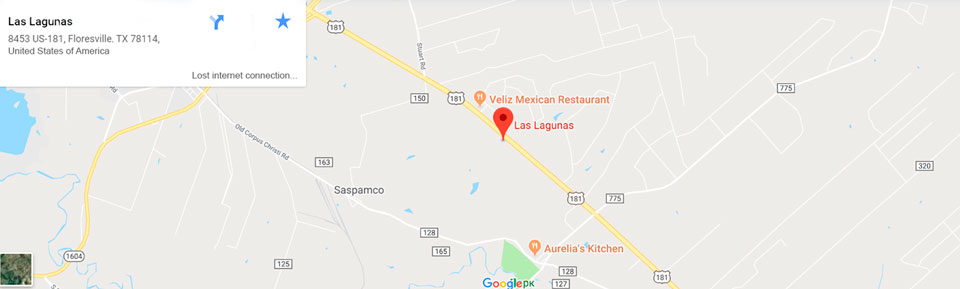 Las Lagunas
8453 US-181, Floresville. TX 78114,
United States of America
Lost internet connection...
181
Stuart Rd
775
150
181
Veliz Mexican Restaurant
Las Lagunas
Old Corpus Christi Rd
163
320
Saspamco
181
775
128
165
Aurelia's Kitchen
1604
125
128
127
181
Googlepk